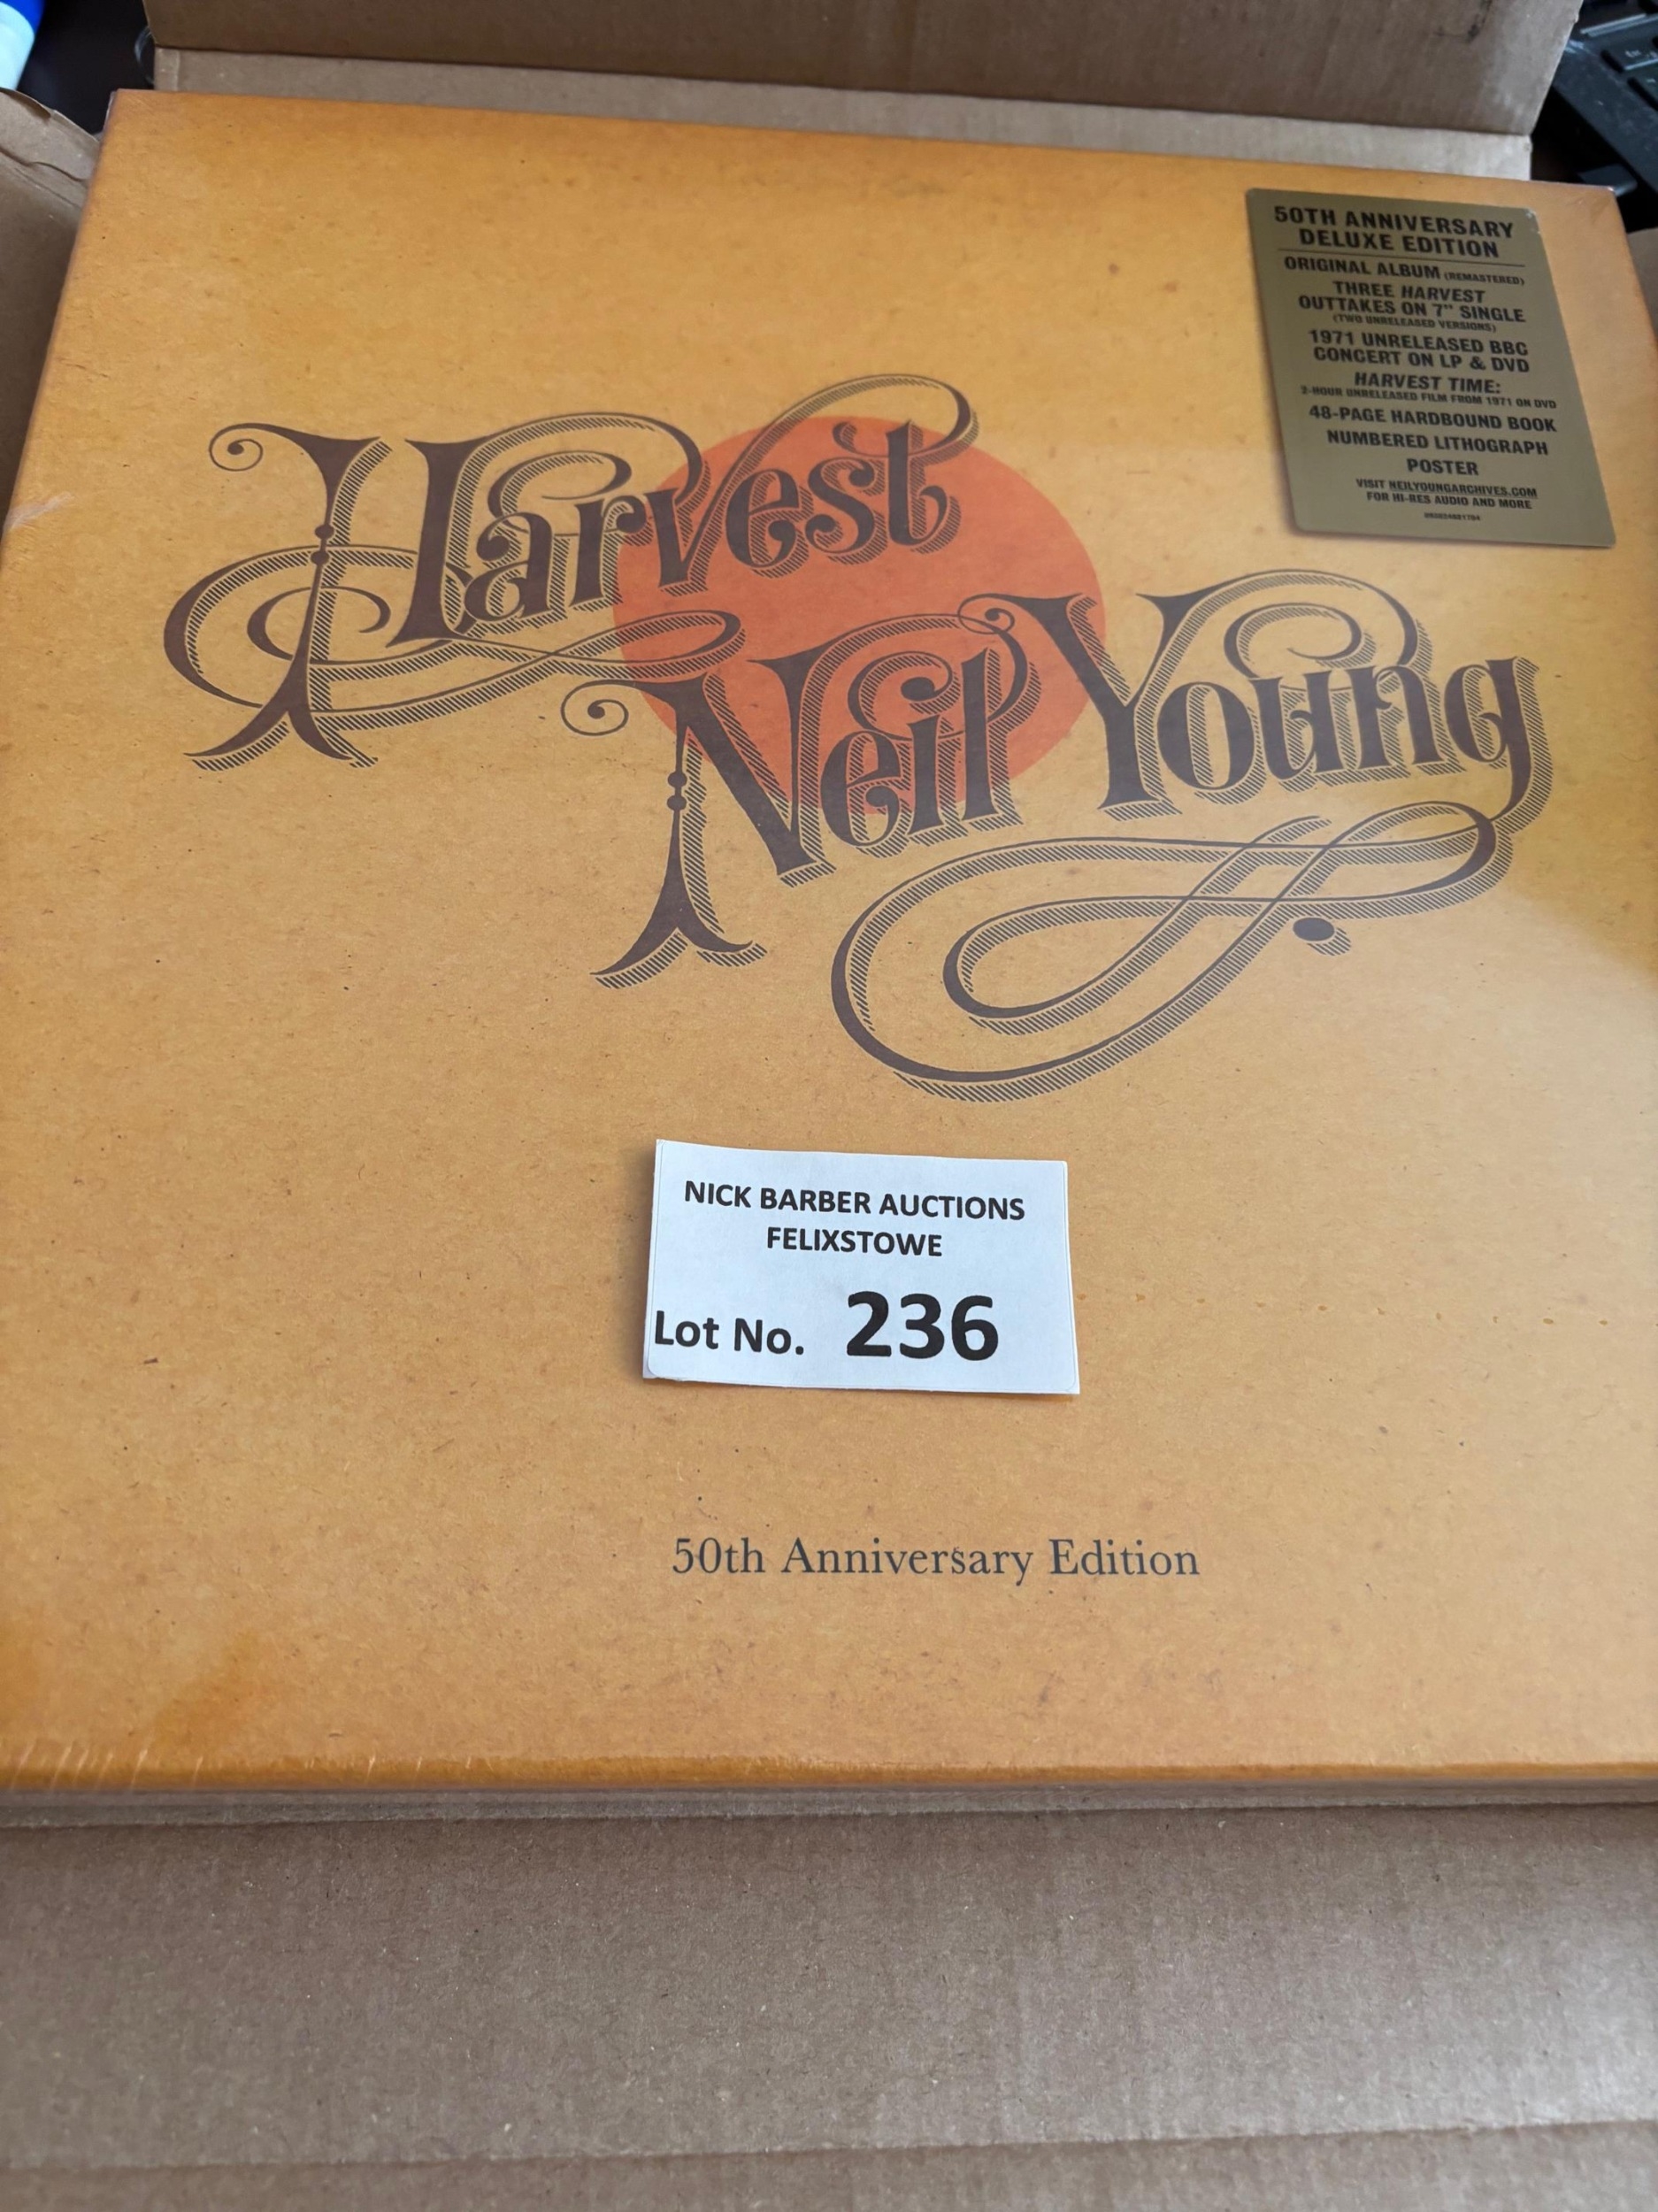 Harvest
Neil Young
50TH ANNIVERSARY
DELUXE EDITION
ORIGINAL ALBUM (REMASTERED)
THREE HARVEST
OUTTAKES ON 7" SINGLE
(TWO UNRELEASED VERSIONS)
1971 UNRELEASED BBC
CONCERT ON LP & DVD
HARVEST TIME:
2-HOUR UNRELEASED FILM FROM 1971 ON DVD
48-PAGE HARDBOUND BOOK
NUMBERED LITHOGRAPH
POSTER
VISIT NEILYOUNGARCHIVES.COM
FOR HI-RES AUDIO AND MORE
NICK BARBER AUCTIONS
FELIXSTOWE
Lot No. 236
50th Anniversary Edition